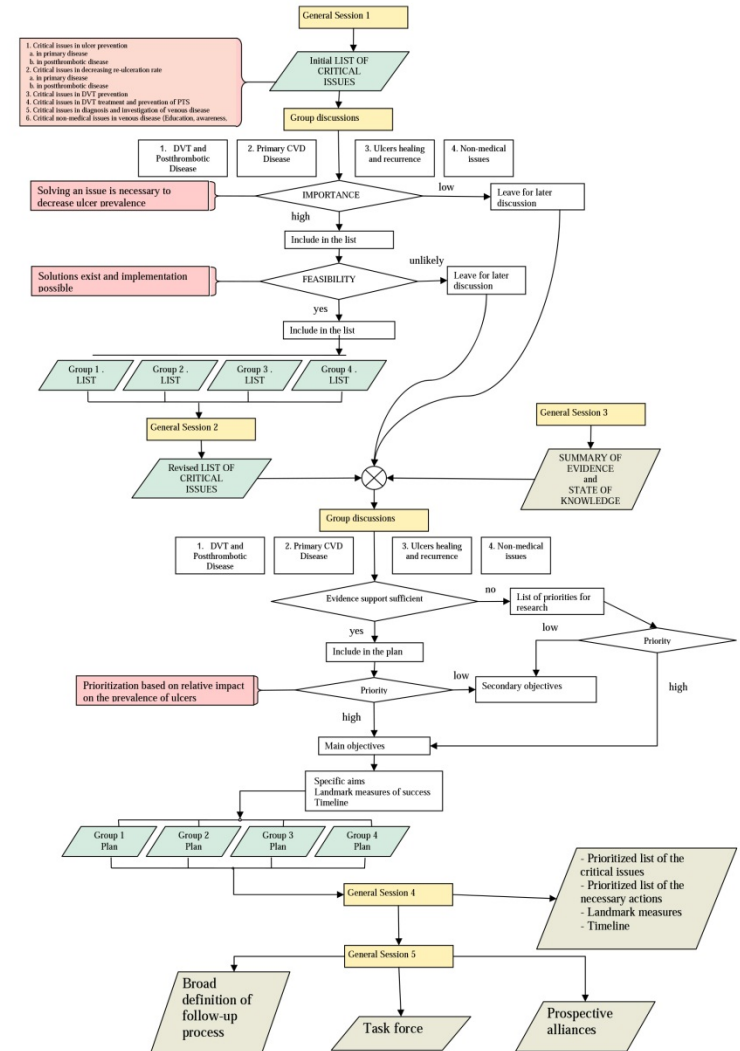 General Session 1
1. Critical issues in ulcer prevention
a. in primary disease
b. in postthrombotic disease
2. Critical issues in decreasing re-ulceration rate
a. in primary disease
b. in postthrombotic disease
3. Critical issues in DVT prevention
4. Critical issues in DVT treatment and prevention of PTS
5. Critical issues in diagnosis and investigation of venous disease
6. Critical non-medical issues in venous disease (Education, awareness,
Initial LIST OF
CRITICAL
ISSUES
Group discussions
1. DVT and
Postthrombotic
Disease
2. Primary CVD
Disease
3. Ulcers healing
and recurrence
4. Non-medical
issues
Solving an issue is necessary to
decrease ulcer prevalence
IMPORTANCE
low
Leave for later
discussion
high
Include in the list
Solutions exist and implementation
possible
FEASIBILITY
unlikely
Leave for later
discussion
yes
Include in the list
Group 1 .
LIST
Group 2 .
LIST
Group 3 .
LIST
Group 4 .
LIST
General Session 2
General Session 3
Revised LIST OF
CRITICAL
ISSUES
SUMMARY OF
EVIDENCE
and
STATE OF
KNOWLEDGE
Group discussions
1. DVT and
Postthrombotic
Disease
2. Primary CVD
Disease
3. Ulcers healing
and recurrence
4. Non-medical
issues
Evidence support sufficient
no
List of priorities for
research
yes
low
Priority
Include in the plan
Prioritization based on relative impact
on the prevalence of ulcers
Priority
low
Secondary objectives
high
high
Main objectives
Specific aims
Landmark measures of success
Timeline
Group 1
Plan
Group 2
Plan
Group 3
Plan
Group 4
Plan
General Session 4
- Prioritized list of the
critical issues
- Prioritized list of the
necessary actions
- Landmark measures
- Timeline
General Session 5
Broad
definition of
follow-up
process
Task force
Prospective
alliances